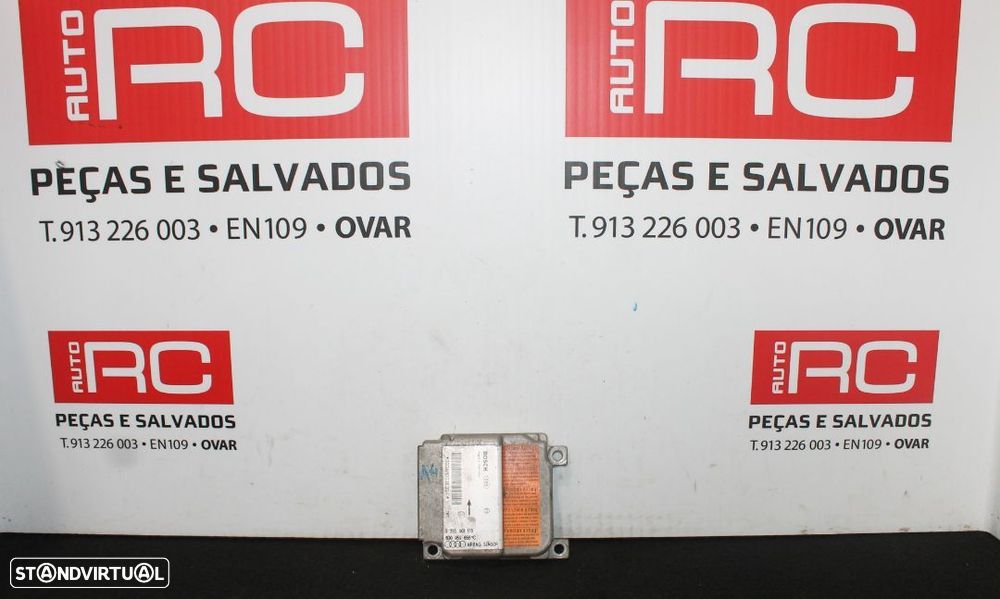 AUTO RC
PEÇAS E SALVADOS
T. 913 226 003 • EN109 • OVAR
AUTO RC
PEÇAS E SALVADOS
T. 913 226 003 • EN109 • OVAR
AUTO RC
PEÇAS E SALVADOS
T. 913 226 003 • EN109 • OVAR
AUTO RC
PEÇAS E SALVADOS
T. 913 226 003 • EN109 • OVAR
A4
BOSCH
AIRBAG SENSOR
STANDVIRTUAL